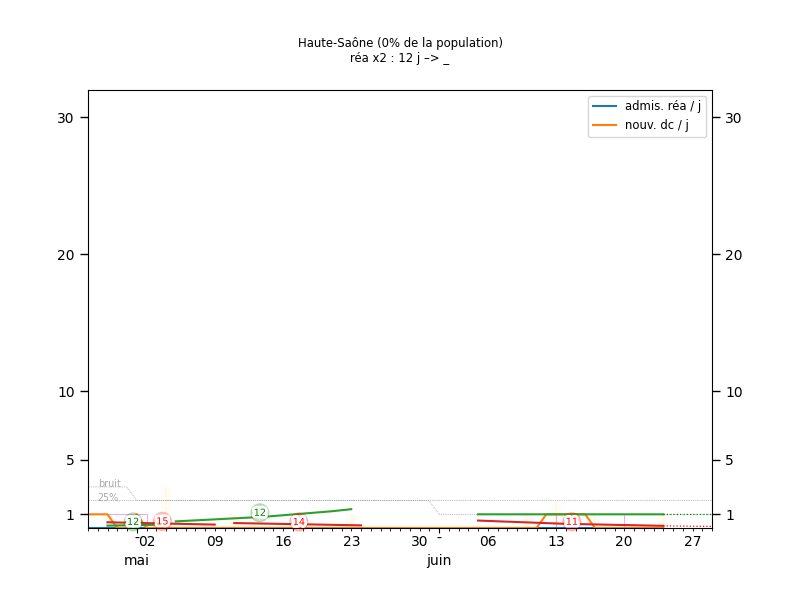 Haute-Saône (0% de la population)
réa x2 : 12 j –> _
admis. réa / j
nouv. dc / j
30 30
20 20
10 10
5 5
1 1
bruit
25%
12 15 12 14 11
02 09 16 23 30 06 13 20 27
mai juin